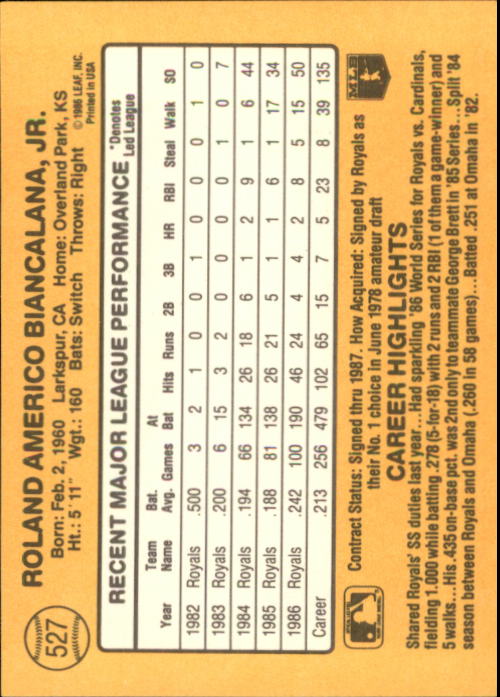 527
ROLAND AMERICO BIANCALANA, JR.
Born: Feb. 2, 1960 Larkspur, CA Home: Overland Park, KS
Ht.: 5' 11" Wgt.: 160 Bats: Switch Throws: Right
© 1986 LEAF, INC.
Printed in USA
RECENT MAJOR LEAGUE PERFORMANCE
*Denotes
Led League
Team Bat. At
Year Name Avg. Games Bat Hits Runs 2B 3B HR RBI Steal Walk SO
1982 Royals .500 3 2 1 0 0 1 0 0 0 1 0
1983 Royals .200 6 15 3 2 0 0 0 0 1 0 7
1984 Royals .194 66 134 26 18 6 1 2 9 1 6 44
1985 Royals .188 81 138 26 21 5 1 1 6 1 17 34
1986 Royals .242 100 190 46 24 4 4 2 8 5 15 50
Career .213 256 479 102 65 15 7 5 23 8 39 135
Contract Status: Signed thru 1987. How Acquired: Signed by Royals as
their No. 1 choice in June 1978 amateur draft
MLB
CAREER HIGHLIGHTS
Shared Royals' SS duties last year...Had sparkling '86 World Series for Royals vs. Cardinals,
fielding 1.000 while batting .278 (5-for-18) with 2 runs and 2 RBI (1 of them a game-winner) and
5 walks...His .435 on-base pct. was 2nd only to teammate George Brett in '85 Series...Split '84
season between Royals and Omaha (.260 in 58 games)...Batted .251 at Omaha in '82.